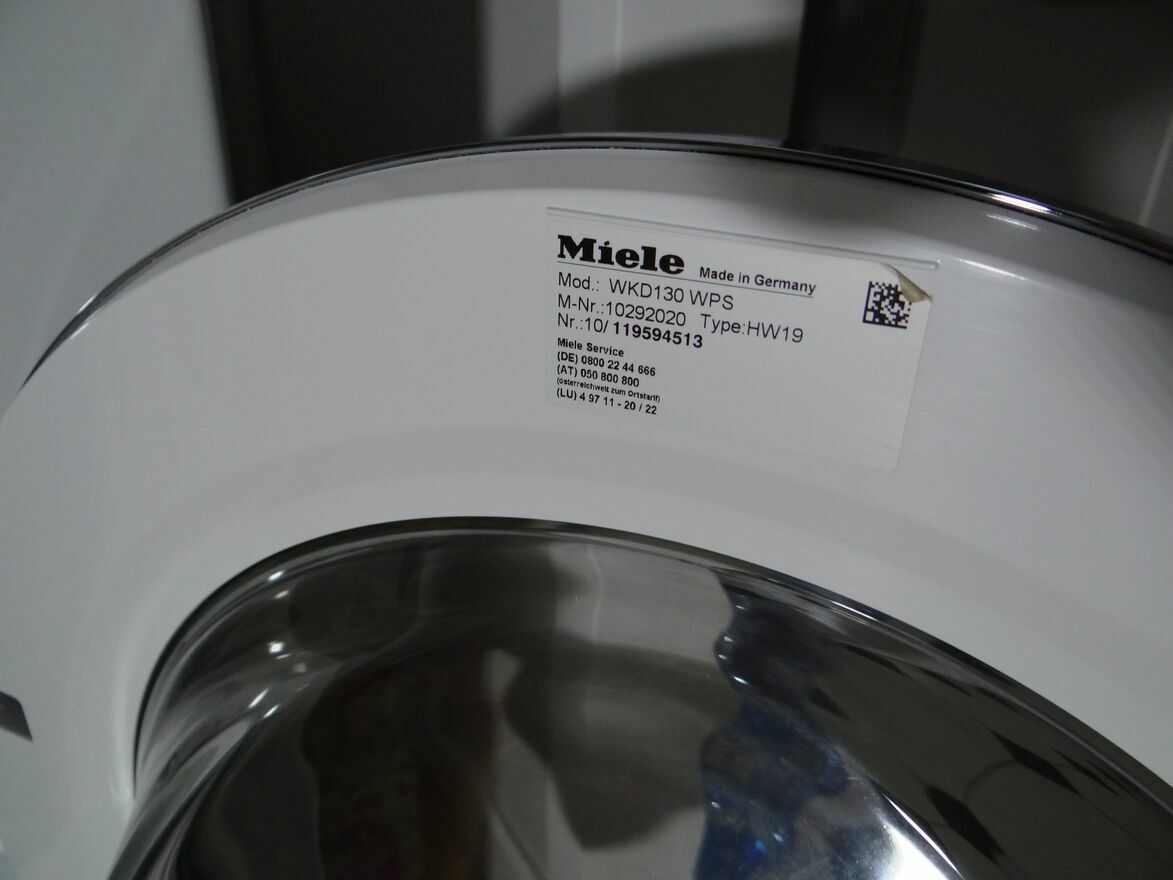 Miele Made in Germany
Mod.: WKD130 WPS
M-Nr.:10292020 Type:HW19
Nr.:10/ 119594513
Miele Service
(DE) 0800 22 44 666
(AT) 050 800 800
(österreichweit zum Ortstarif)
(LU) 4 97 11 - 20 / 22